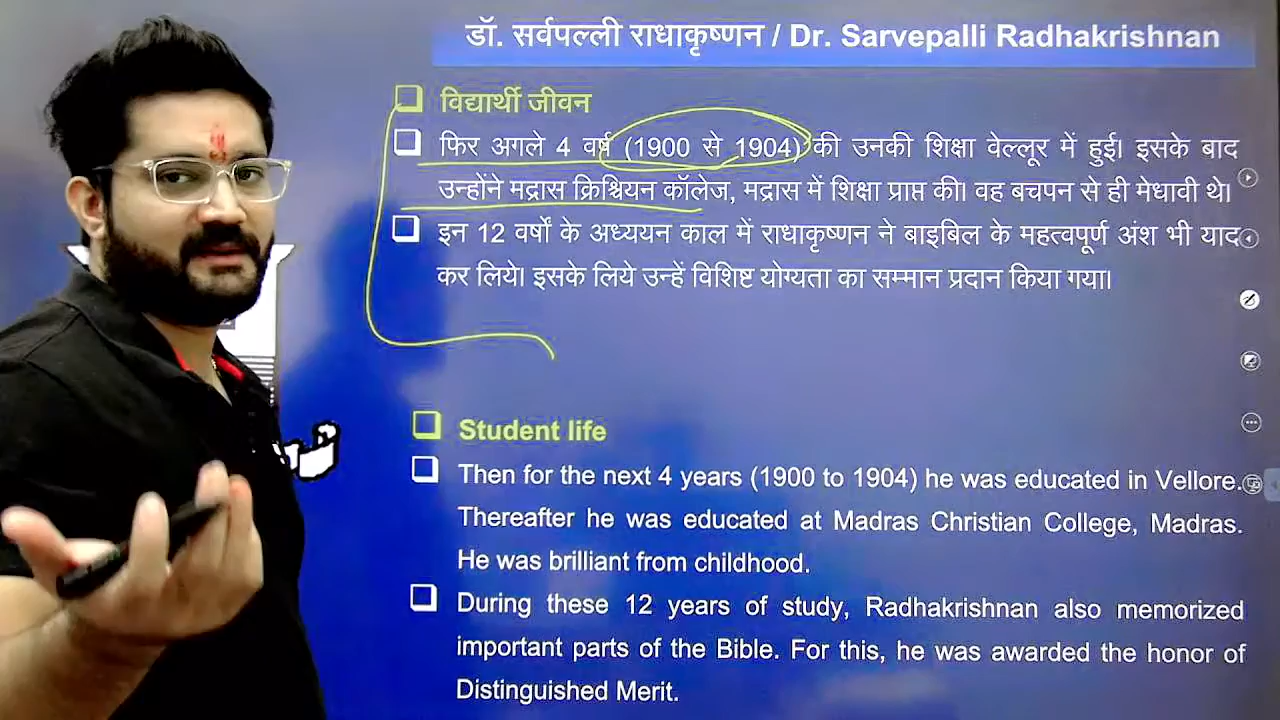 डॉ. सर्वपल्ली राधाकृष्णन / Dr. Sarvepalli Radhakrishnan
विद्यार्थी जीवन
फिर अगले 4 वर्ष (1900 से 1904) की उनकी शिक्षा वेल्लूर में हुई। इसके बाद
उन्होंने मद्रास क्रिश्चियन कॉलेज, मद्रास में शिक्षा प्राप्त की। वह बचपन से ही मेधावी थे।
इन 12 वर्षों के अध्ययन काल में राधाकृष्णन ने बाइबिल के महत्वपूर्ण अंश भी याद
कर लिये। इसके लिये उन्हें विशिष्ट योग्यता का सम्मान प्रदान किया गया।
Student life
Then for the next 4 years (1900 to 1904) he was educated in Vellore.
Thereafter he was educated at Madras Christian College, Madras.
He was brilliant from childhood.
During these 12 years of study, Radhakrishnan also memorized
important parts of the Bible. For this, he was awarded the honor of
Distinguished Merit.